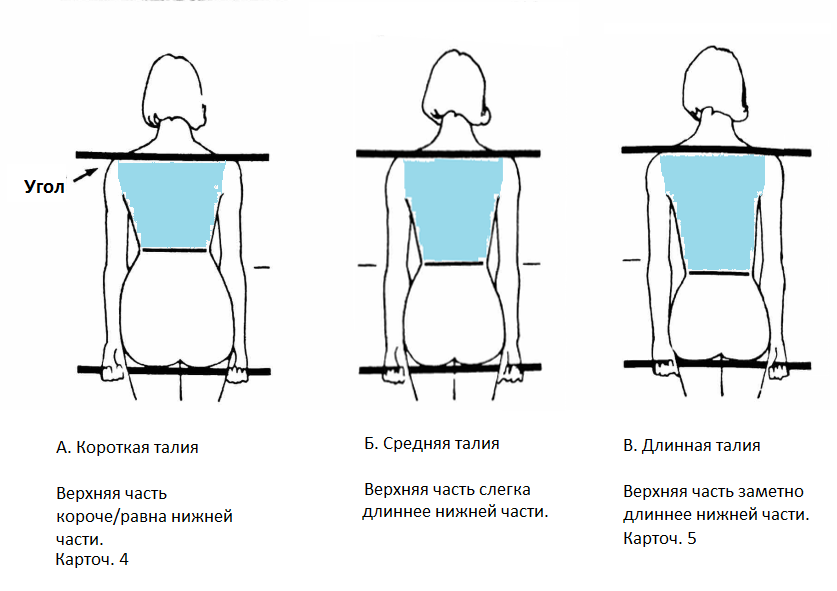 Угол
А. Короткая талия
Верхняя часть
короче/равна нижней
части.
Карточ. 4
Б. Средняя талия
Верхняя часть слегка
длиннее нижней части.
В. Длинная талия
Верхняя часть заметно
длиннее нижней части.
Карточ. 5